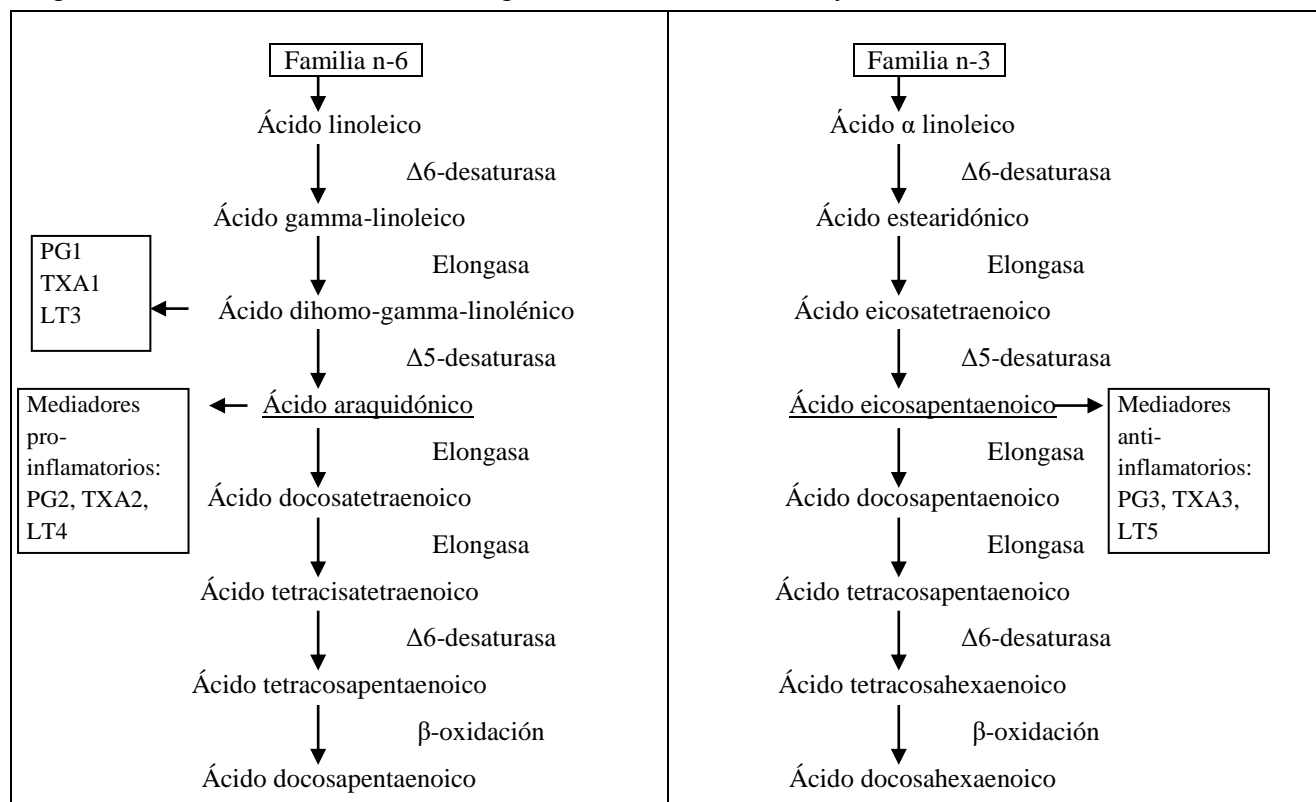 Familia n-6
Ácido linoleico
Δ6-desaturasa
Ácido gamma-linoleico
Elongasa
PG1
TXA1
LT3
Ácido dihomo-gamma-linolénico
Δ5-desaturasa
Ácido araquidónico
Mediadores
pro-
inflamatorios:
PG2, TXA2,
LT4
Elongasa
Ácido docosatetraenoico
Elongasa
Ácido tetracisatetraenoico
Δ6-desaturasa
Ácido tetracosapentaenoico
β-oxidación
Ácido docosapentaenoico
Familia n-3
Ácido α linoleico
Δ6-desaturasa
Ácido estearidónico
Elongasa
Ácido eicosatetraenoico
Δ5-desaturasa
Ácido eicosapentaenoico
Mediadores
anti-
inflamatorios:
PG3, TXA3,
LT5
Elongasa
Ácido docosapentaenoico
Elongasa
Ácido tetracosapentaenoico
Δ6-desaturasa
Ácido tetracosahexaenoico
β-oxidación
Ácido docosahexaenoico